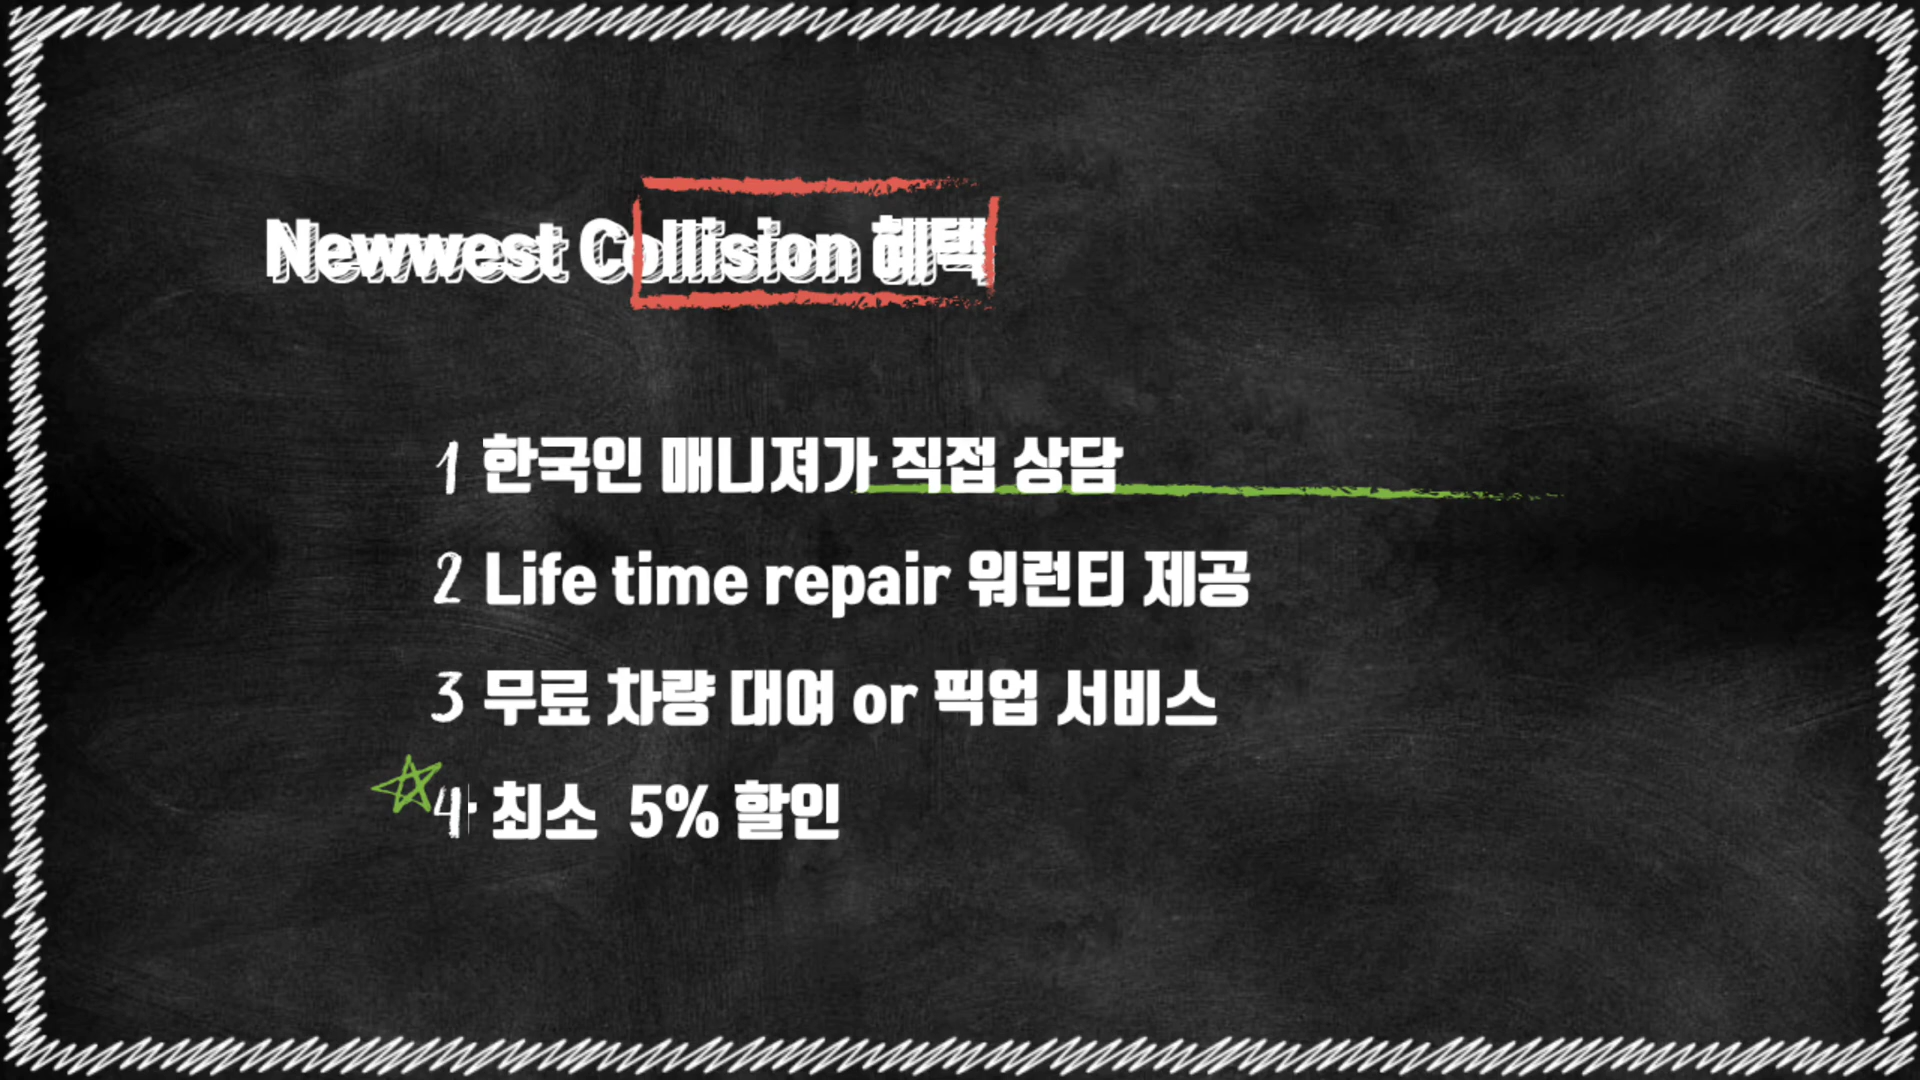 Newwest Collision 혜택
1 한국인 매니져가 직접 상담
2 Life time repair 워런티 제공
3 무료 차량 대여 or 픽업 서비스
4 최소 5% 할인